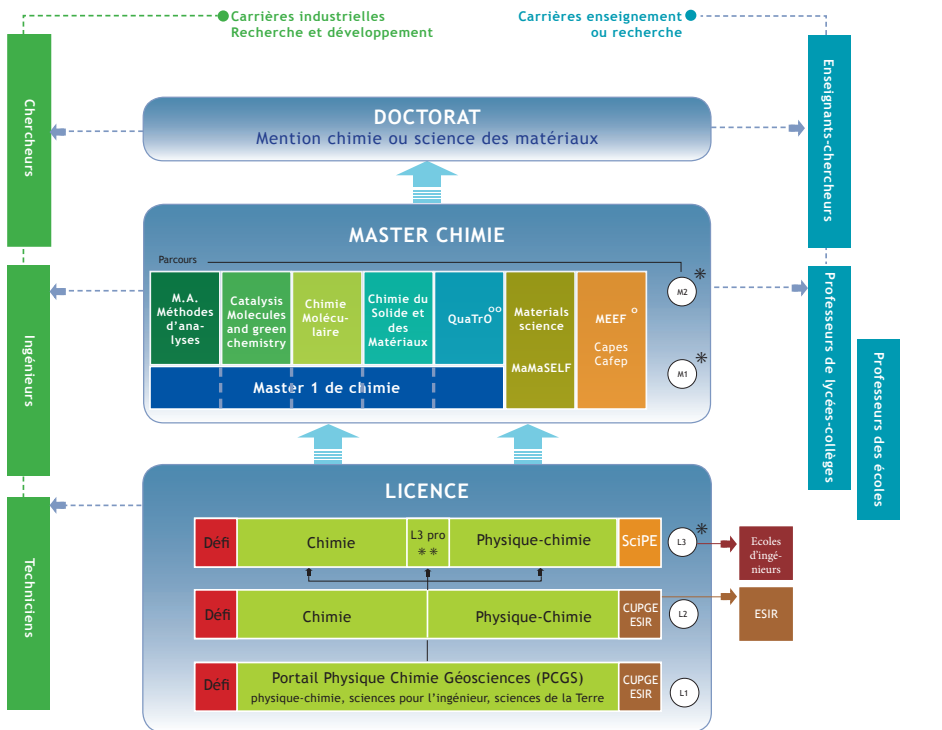 Carrières industrielles
Recherche et développement
Carrières enseignement
ou recherche
Chercheurs
Enseignants-chercheurs
DOCTORAT
Mention chimie ou science des matériaux
MASTER CHIMIE
Parcours
M2 *
M.A.
Méthodes
d'ana-
lyses
Catalysis
Molecules
and green
chemistry
Chimie
Molécu-
laire
Chimie du
Solide et
des
Matériaux
QuaTrO°°
Materials
science
MaMaSELF
MEEF °
Capes
Cafep
Master 1 de chimie
M1 *
Ingénieurs
Professeurs de lycées-collèges
Professeurs des écoles
LICENCE
Défi
Chimie
L3 pro
**
Physique-chimie
SciPE
L3 *
Ecoles
d'ingé-
nieurs
Techniciens
Défi
Chimie
Physique-Chimie
CUPGE
ESIR
L2
ESIR
Défi
Portail Physique Chimie Géosciences (PCGS)
physique-chimie, sciences pour l'ingénieur, sciences de la Terre
CUPGE
ESIR
L1